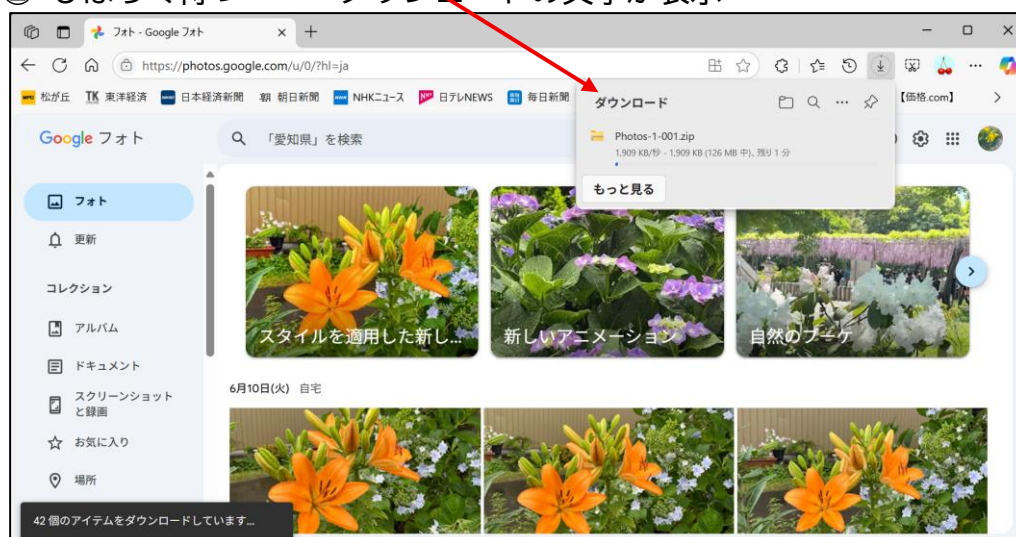 フォト - Google フォト
https://photos.google.com/u/0/?hl=ja
松が丘 東洋経済 日本経済新聞 朝日新聞 NHKニュース 日テレNEWS 毎日新聞 【価格.com】
ダウンロード
Photos-1-001.zip
1,909 KB/秒 - 1,909 KB (126 MB 中)、残り 1 分
もっと見る
Google フォト
「愛知県」を検索
フォト
更新
コレクション
アルバム
ドキュメント
スクリーンショット
と録画
お気に入り
場所
スタイルを適用した新し...
新しいアニメーション
自然のブーケ
6月10日(火) 自宅
42 個のアイテムをダウンロードしています...